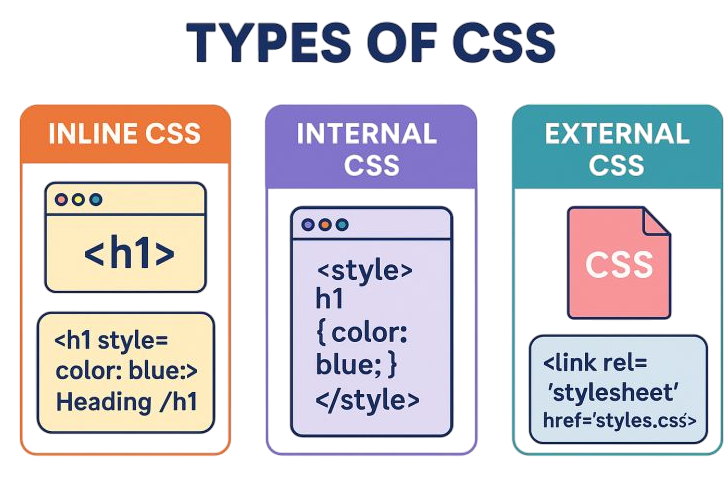 TYPES OF CSS
INLINE CSS
<h1>
<h1 style=
color: blue:>
Heading /h1
INTERNAL
CSS
<style>
h1
{ color:
blue; }
</style>
EXTERNAL
CSS
CSS
<link rel=
'stylesheet'
href='styles.csś>